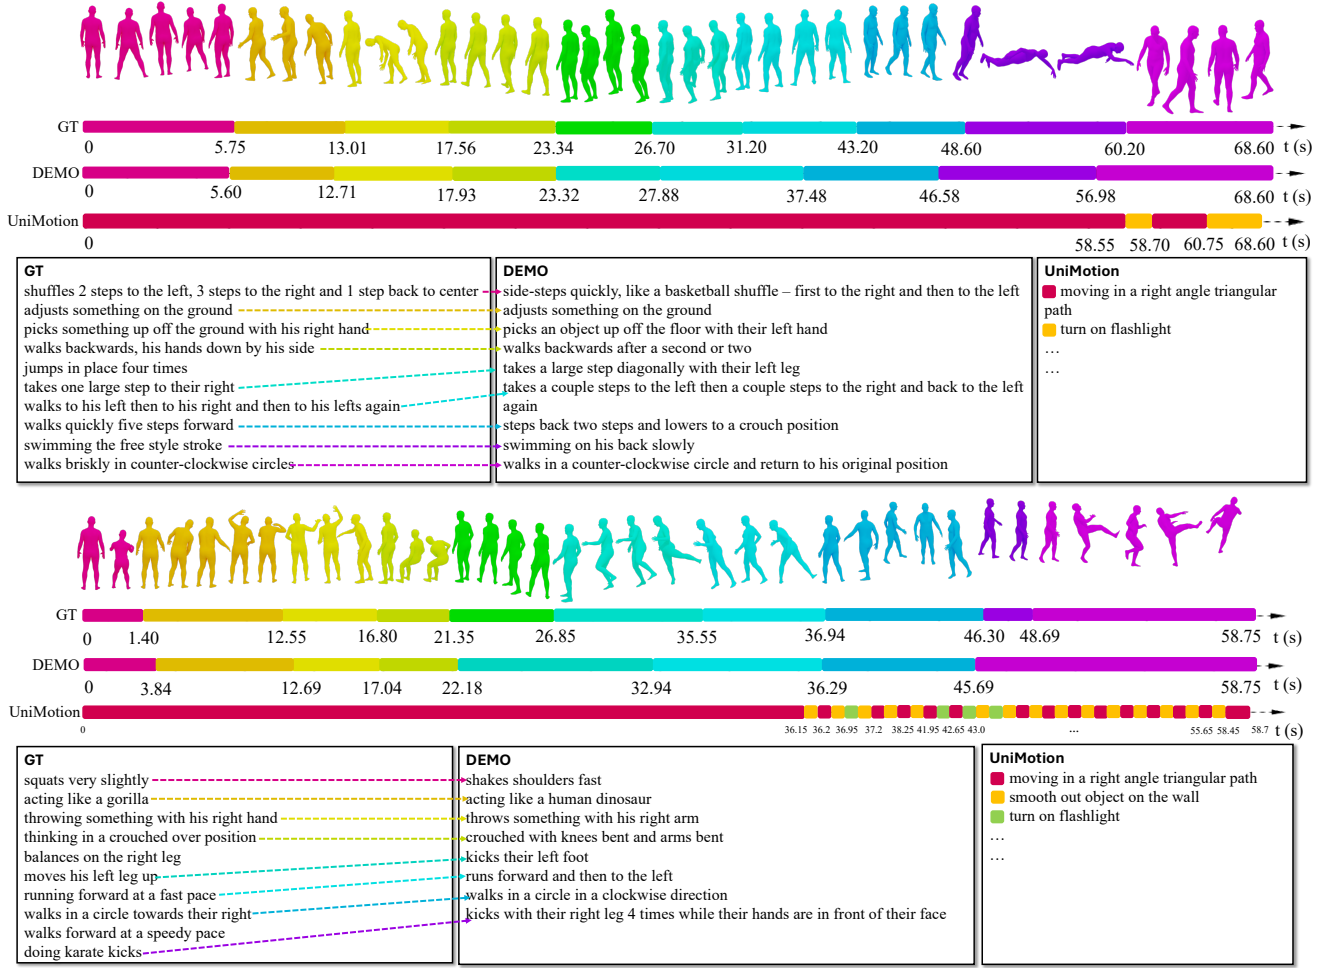 GT
0 5.75 13.01 17.56 23.34 26.70 31.20 43.20 48.60 60.20 68.60 t (s)
DEMO
0 5.60 12.71 17.93 23.32 27.88 37.48 46.58 56.98 68.60 t (s)
UniMotion
0 58.55 58.70 60.75 68.60 t (s)
GT
shuffles 2 steps to the left, 3 steps to the right and 1 step back to center
adjusts something on the ground
picks something up off the ground with his right hand
walks backwards, his hands down by his side
jumps in place four times
takes one large step to their right
walks to his left then to his right and then to his lefts again
walks quickly five steps forward
swimming the free style stroke
walks briskly in counter-clockwise circles
DEMO
side-steps quickly, like a basketball shuffle – first to the right and then to the left
adjusts something on the ground
picks an object up off the floor with their left hand
walks backwards after a second or two
takes a large step diagonally with their left leg
takes a couple steps to the left then a couple steps to the right and back to the left
again
steps back two steps and lowers to a crouch position
swimming on his back slowly
walks in a counter-clockwise circle and return to his original position
UniMotion
moving in a right angle triangular
path
turn on flashlight
…
…
GT
0 1.40 12.55 16.80 21.35 26.85 35.55 36.94 46.30 48.69 58.75 t (s)
DEMO
0 3.84 12.69 17.04 22.18 32.94 36.29 45.69 58.75 t (s)
UniMotion
0 36.15 36.2 36.95 37.2 38.25 41.95 42.65 43.0 ... 55.65 58.45 58.7 t (s)
GT
squats very slightly
acting like a gorilla
throwing something with his right hand
thinking in a crouched over position
balances on the right leg
moves his left leg up
running forward at a fast pace
walks in a circle towards their right
walks forward at a speedy pace
doing karate kicks
DEMO
shakes shoulders fast
acting like a human dinosaur
throws something with his right arm
crouched with knees bent and arms bent
kicks their left foot
runs forward and then to the left
walks in a circle in a clockwise direction
kicks with their right leg 4 times while their hands are in front of their face
UniMotion
moving in a right angle triangular path
smooth out object on the wall
turn on flashlight
…
…